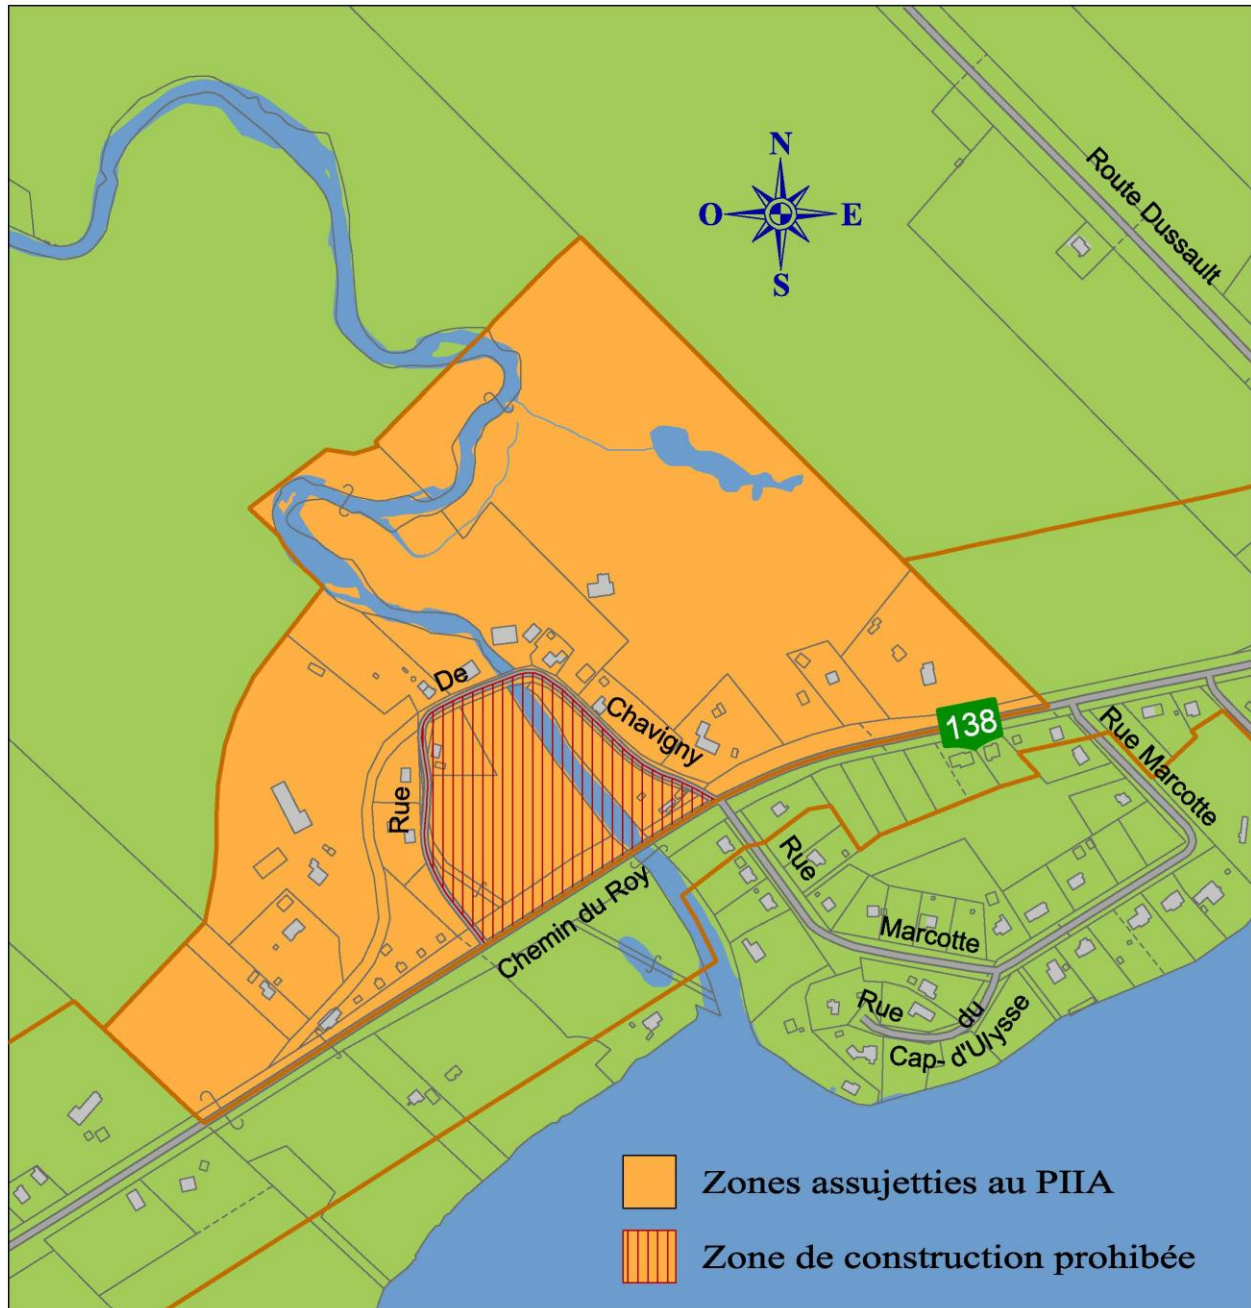 N
O E
S
Route Dussault
De
Chavigny
Rue
138
Rue Marcotte
Rue
Marcotte
Chemin du Roy
Rue
du
Cap- d'Ulysse
Zones assujetties au PIIA
Zone de construction prohibée